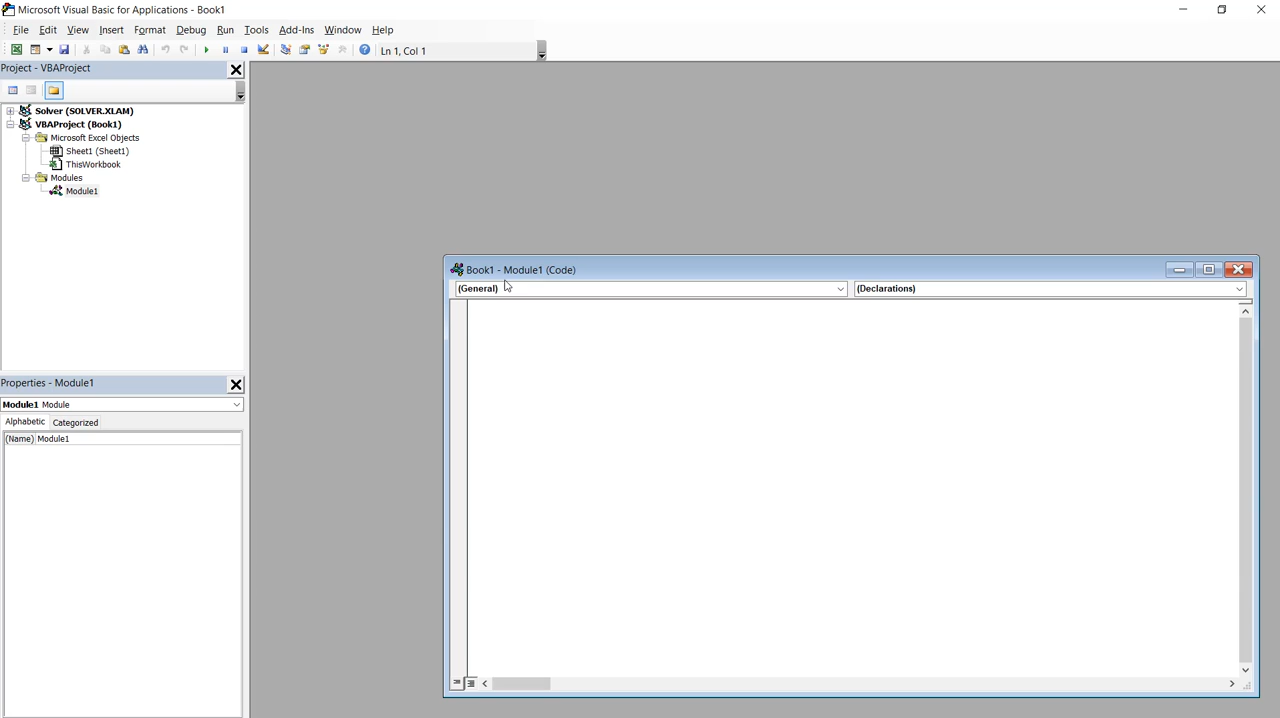 Microsoft Visual Basic for Applications - Book1
File Edit View Insert Format Debug Run Tools Add-Ins Window Help
Ln 1, Col 1
Project - VBAProject
Solver (SOLVER.XLAM)
VBAProject (Book1)
Microsoft Excel Objects
Sheet1 (Sheet1)
ThisWorkbook
Modules
Module1
Properties - Module1
Module1 Module
Alphabetic Categorized
(Name) Module1
Book1 - Module1 (Code)
(General) (Declarations)